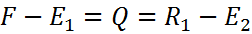 F − E₁ = Q = R₁ − E₂